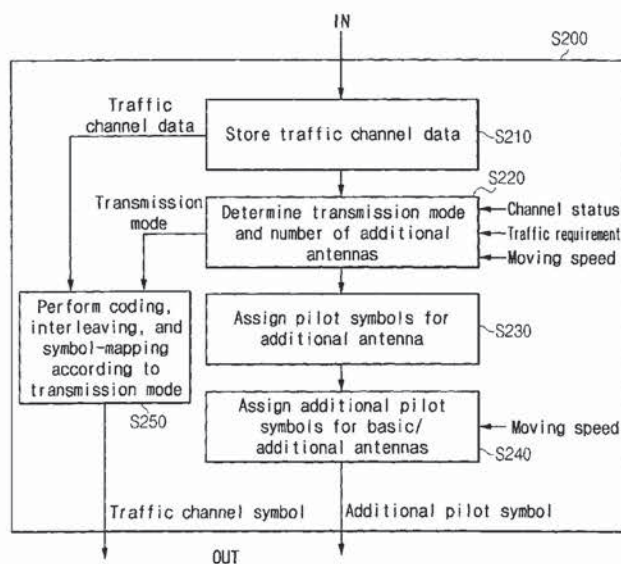 IN
S200
Traffic
channel data
Store traffic channel data
S210
S220
Transmission
mode
Determine transmission mode
and number of additional
antennas
Channel status
Traffic requirement
Moving speed
Perform coding,
interleaving, and
symbol-mapping
according to
transmission mode
S250
Assign pilot symbols for
additional antenna
S230
Assign additional pilot
symbols for basic/
additional antennas
Moving speed
S240
Traffic channel symbol
Additional pilot symbol
OUT